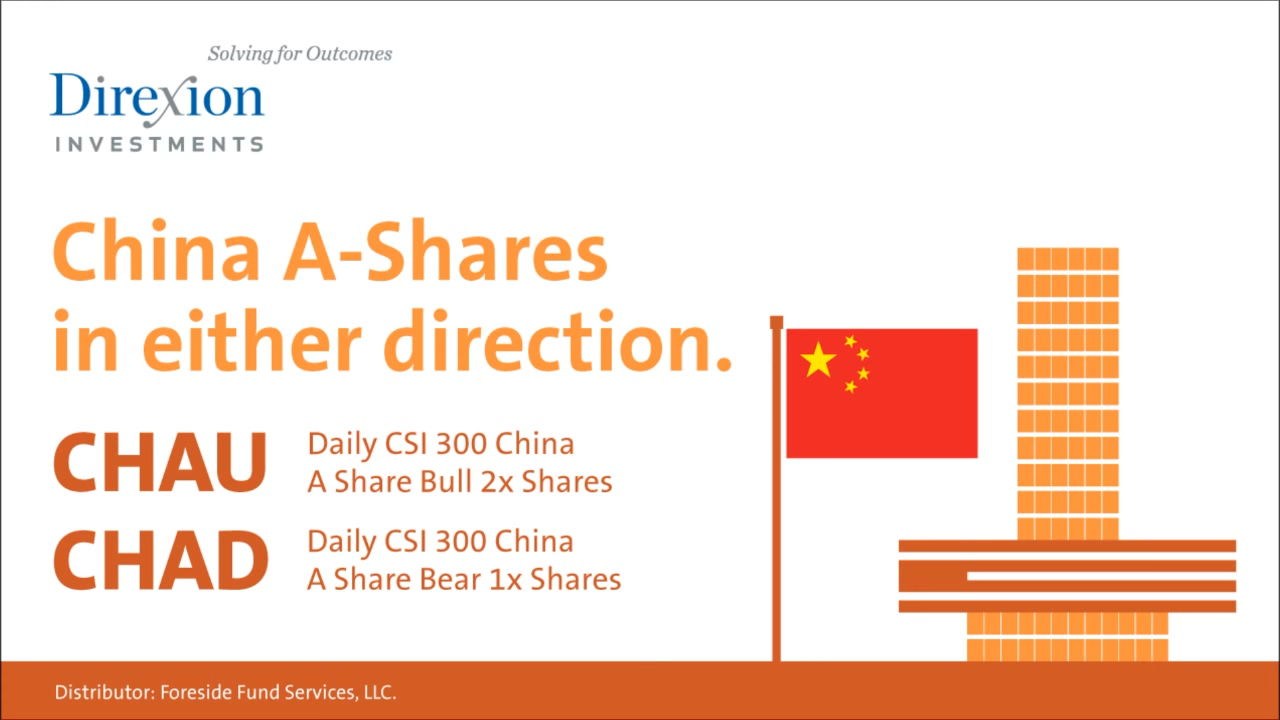 Solving for Outcomes
Direxion
INVESTMENTS
China A-Shares
in either direction.
CHAU
Daily CSI 300 China
A Share Bull 2x Shares
CHAD
Daily CSI 300 China
A Share Bear 1x Shares
Distributor: Foreside Fund Services, LLC.